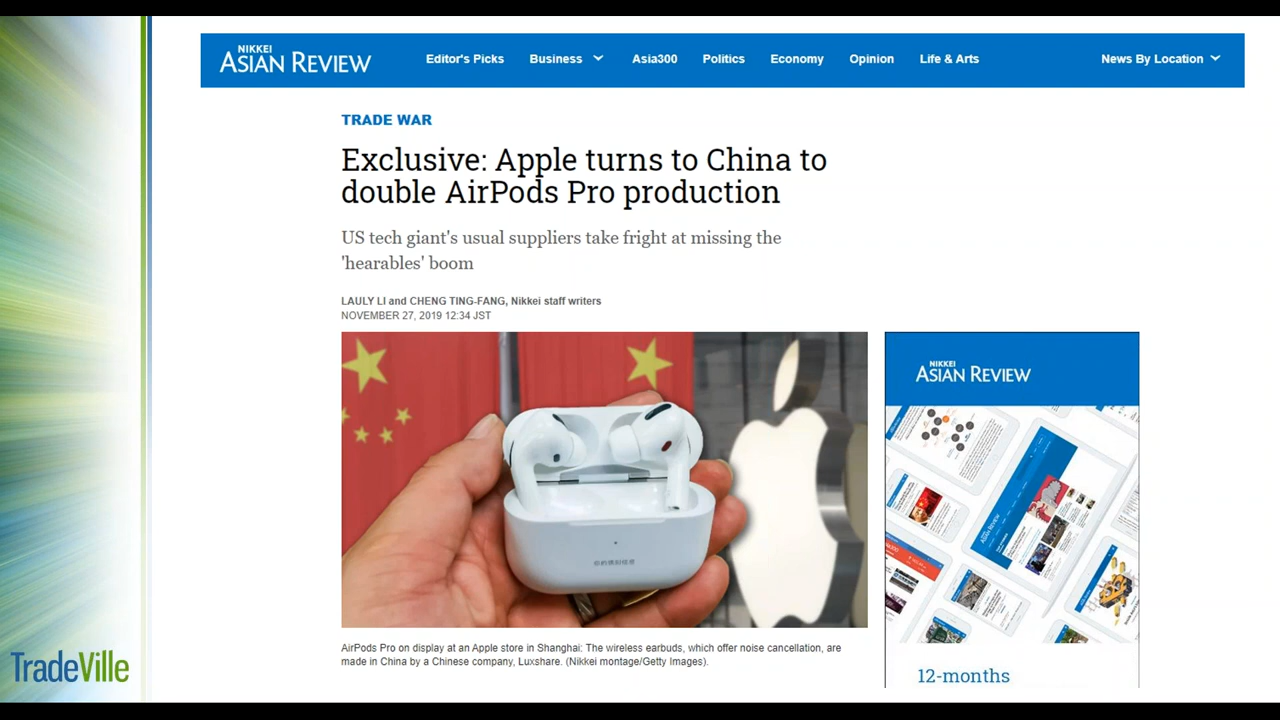 NIKKEI
ASIAN REVIEW
Editor's Picks
Business
Asia300
Politics
Economy
Opinion
Life & Arts
News By Location
TRADE WAR
Exclusive: Apple turns to China to
double AirPods Pro production
US tech giant's usual suppliers take fright at missing the
'hearables' boom
LAULY LI and CHENG TING-FANG, Nikkei staff writers
NOVEMBER 27, 2019 12:34 JST
NIKKEI
ASIAN REVIEW
AirPods Pro on display at an Apple store in Shanghai: The wireless earbuds, which offer noise cancellation, are
made in China by a Chinese company, Luxshare. (Nikkei montage/Getty Images).
12-months
TradeVille